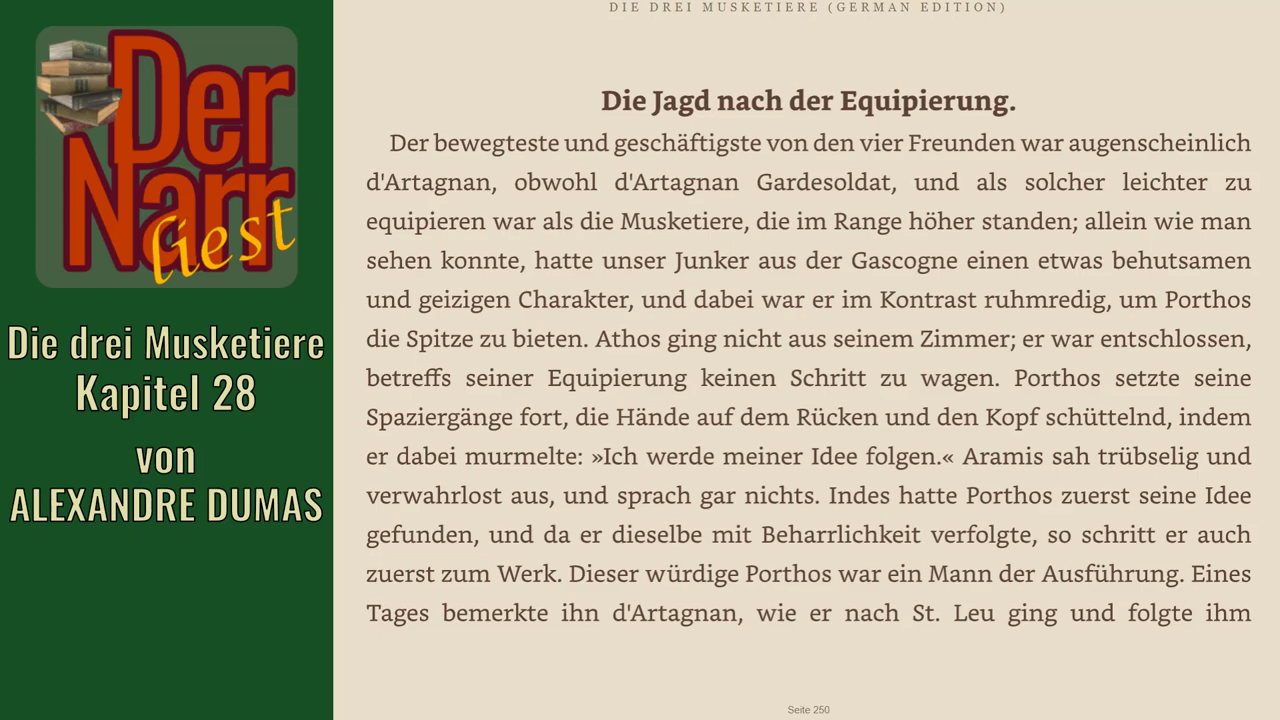 Der
Narr
liest
Die drei Musketiere
Kapitel 28
von
ALEXANDRE DUMAS
DIE DREI MUSKETIERE (GERMAN EDITION)
Die Jagd nach der Equipierung.
Der bewegteste und geschäftigste von den vier Freunden war augenscheinlich
d'Artagnan, obwohl d'Artagnan Gardesoldat, und als solcher leichter zu
equipieren war als die Musketiere, die im Range höher standen; allein wie man
sehen konnte, hatte unser Junker aus der Gascogne einen etwas behutsamen
und geizigen Charakter, und dabei war er im Kontrast ruhmredig, um Porthos
die Spitze zu bieten. Athos ging nicht aus seinem Zimmer; er war entschlossen,
betreffs seiner Equipierung keinen Schritt zu wagen. Porthos setzte seine
Spaziergänge fort, die Hände auf dem Rücken und den Kopf schüttelnd, indem
er dabei murmelte: »Ich werde meiner Idee folgen.« Aramis sah trübselig und
verwahrlost aus, und sprach gar nichts. Indes hatte Porthos zuerst seine Idee
gefunden, und da er dieselbe mit Beharrlichkeit verfolgte, so schritt er auch
zuerst zum Werk. Dieser würdige Porthos war ein Mann der Ausführung. Eines
Tages bemerkte ihn d'Artagnan, wie er nach St. Leu ging und folgte ihm
Seite 250